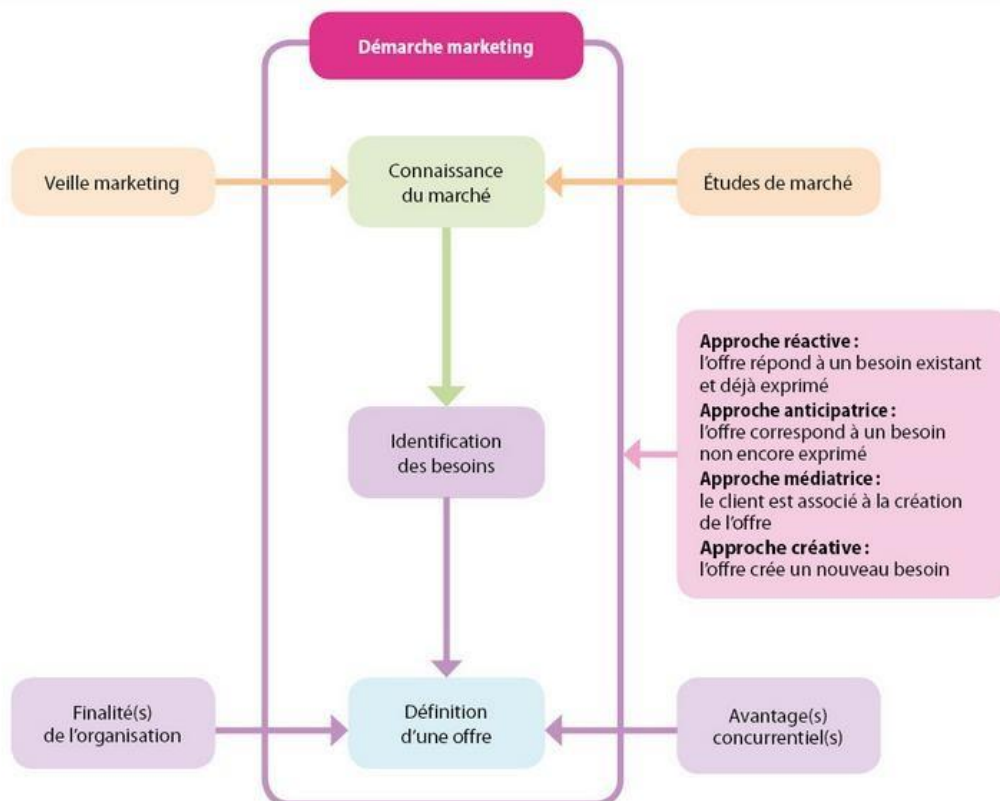 Démarche marketing
Veille marketing
Connaissance
du marché
Études de marché
Approche réactive :
l'offre répond à un besoin existant
et déjà exprimé
Approche anticipatrice :
l'offre correspond à un besoin
non encore exprimé
Approche médiatrice :
le client est associé à la création
de l'offre
Approche créative :
l'offre crée un nouveau besoin
Identification
des besoins
Finalité(s)
de l'organisation
Définition
d'une offre
Avantage(s)
concurrentiel(s)